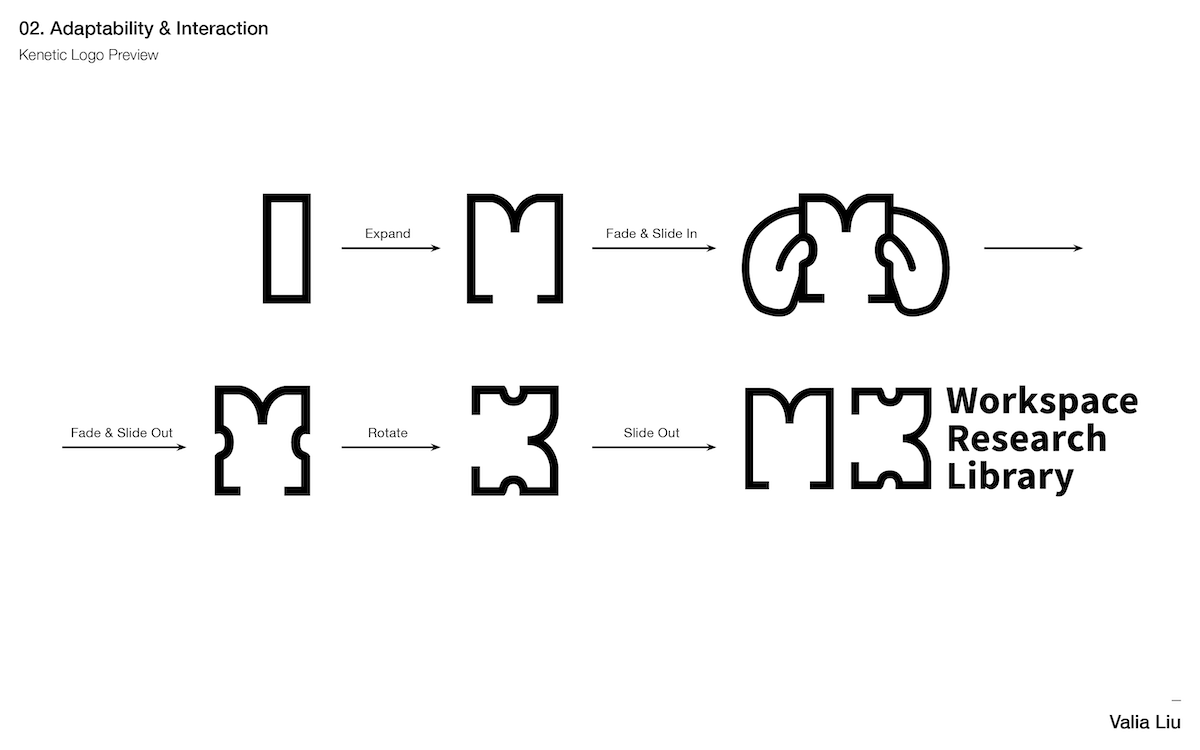 02. Adaptability & Interaction
Kenetic Logo Preview
Expand
Fade & Slide In
Fade & Slide Out
Rotate
Slide Out
Workspace
Research
Library
Valia Liu